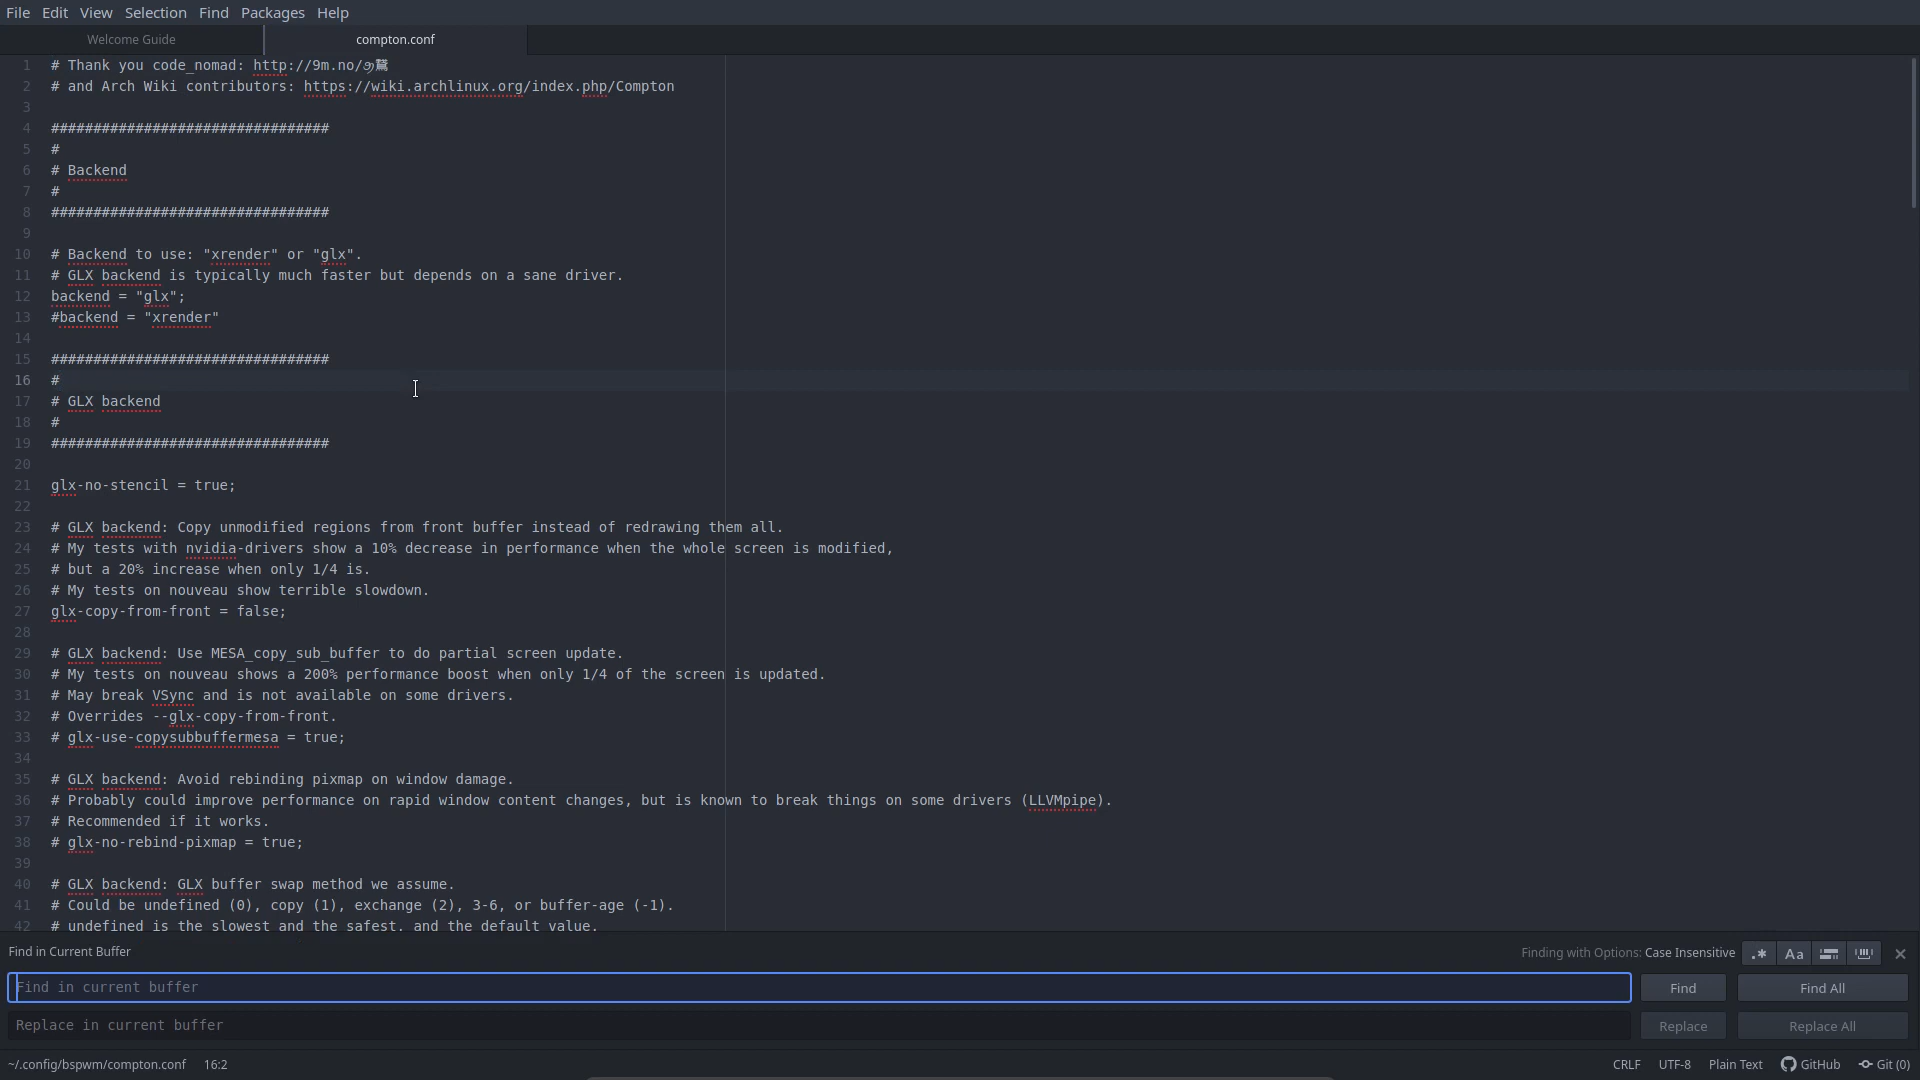 File Edit View Selection Find Packages Help
Welcome Guide compton.conf
1 # Thank you code_nomad: http://9m.no/
2 # and Arch Wiki contributors: https://wiki.archlinux.org/index.php/Compton
3
4 #################################
5 #
6 # Backend
7 #
8 #################################
9
10 # Backend to use: "xrender" or "glx".
11 # GLX backend is typically much faster but depends on a sane driver.
12 backend = "glx";
13 #backend = "xrender"
14
15 #################################
16 #
17 # GLX backend
18 #
19 #################################
20
21 glx-no-stencil = true;
22
23 # GLX backend: Copy unmodified regions from front buffer instead of redrawing them all.
24 # My tests with nvidia-drivers show a 10% decrease in performance when the whole screen is modified,
25 # but a 20% increase when only 1/4 is.
26 # My tests on nouveau show terrible slowdown.
27 glx-copy-from-front = false;
28
29 # GLX backend: Use MESA_copy_sub_buffer to do partial screen update.
30 # My tests on nouveau shows a 200% performance boost when only 1/4 of the screen is updated.
31 # May break VSync and is not available on some drivers.
32 # Overrides --glx-copy-from-front.
33 # glx-use-copysubbuffermesa = true;
34
35 # GLX backend: Avoid rebinding pixmap on window damage.
36 # Probably could improve performance on rapid window content changes, but is known to break things on some drivers (LLVMpipe).
37 # Recommended if it works.
38 # glx-no-rebind-pixmap = true;
39
40 # GLX backend: GLX buffer swap method we assume.
41 # Could be undefined (0), copy (1), exchange (2), 3-6, or buffer-age (-1).
42 # undefined is the slowest and the safest, and the default value.
Find in Current Buffer Finding with Options: Case Insensitive .* Aa
Find in current buffer Find Find All
Replace in current buffer Replace Replace All
~/.config/bspwm/compton.conf 16:2 CRLF UTF-8 Plain Text GitHub Git (0)